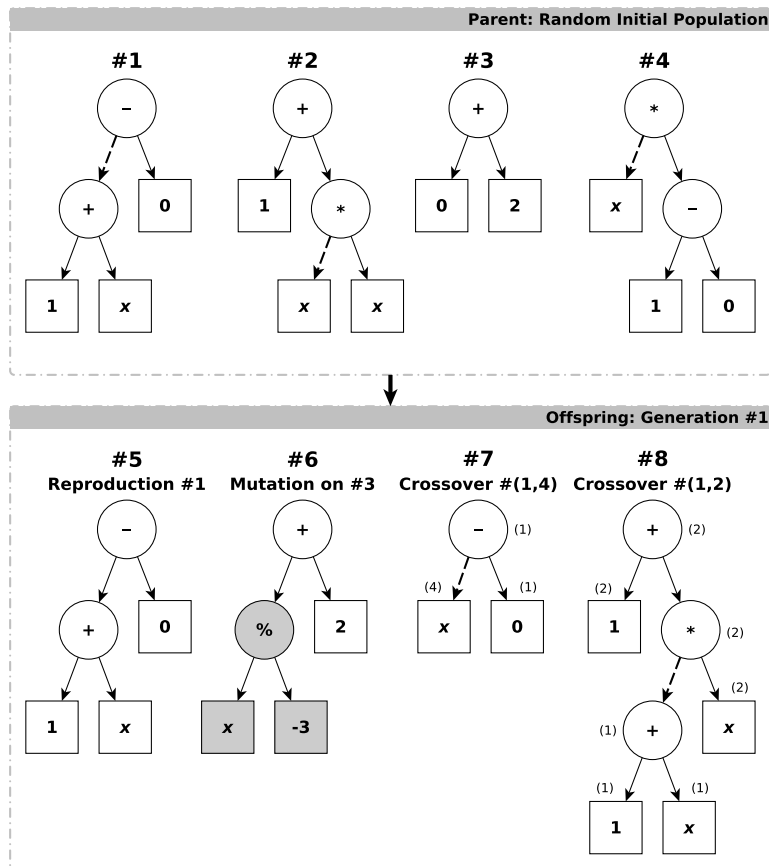 Parent: Random Initial Population
#1 #2 #3 #4
− + + *
+ 0 1 * 0 2 x −
1 x x x 1 0
Offspring: Generation #1
#5 #6 #7 #8
Reproduction #1 Mutation on #3 Crossover #(1,4) Crossover #(1,2)
− + − (1) + (2)
(4) (1) (2)
+ 0 % 2 x 0 1 * (2)
(2)
1 x x -3 (1) + x
(1) (1)
1 x